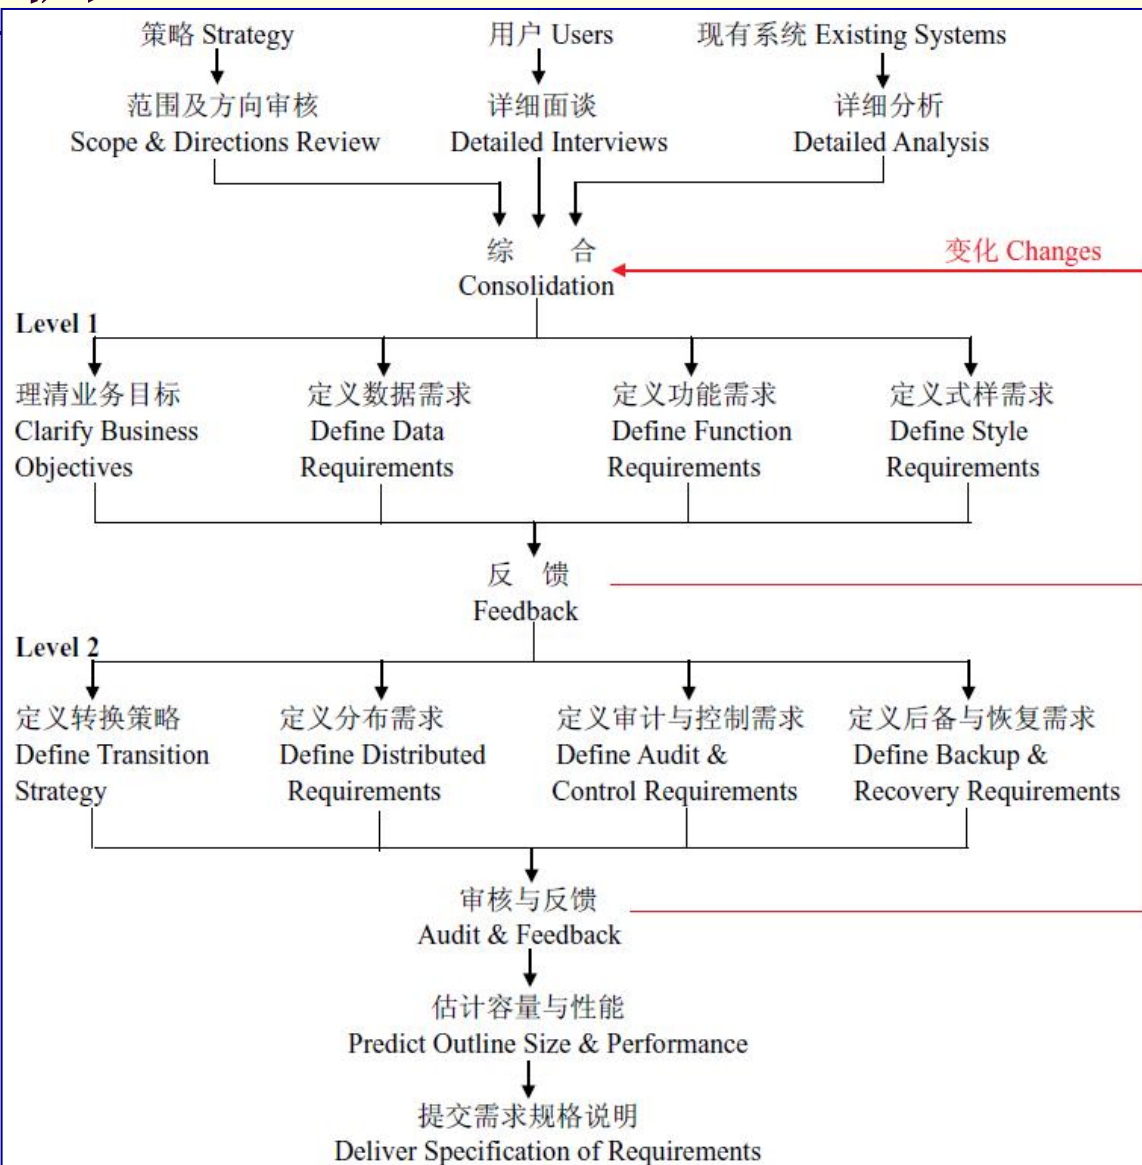 策略 Strategy
用户 Users
现有系统 Existing Systems
范围及方向审核
Scope & Directions Review
详细面谈
Detailed Interviews
详细分析
Detailed Analysis
综 合
Consolidation
变化 Changes
Level 1
理清业务目标
Clarify Business
Objectives
定义数据需求
Define Data
Requirements
定义功能需求
Define Function
Requirements
定义式样需求
Define Style
Requirements
反 馈
Feedback
Level 2
定义转换策略
Define Transition
Strategy
定义分布需求
Define Distributed
Requirements
定义审计与控制需求
Define Audit &
Control Requirements
定义后备与恢复需求
Define Backup &
Recovery Requirements
审核与反馈
Audit & Feedback
估计容量与性能
Predict Outline Size & Performance
提交需求规格说明
Deliver Specification of Requirements